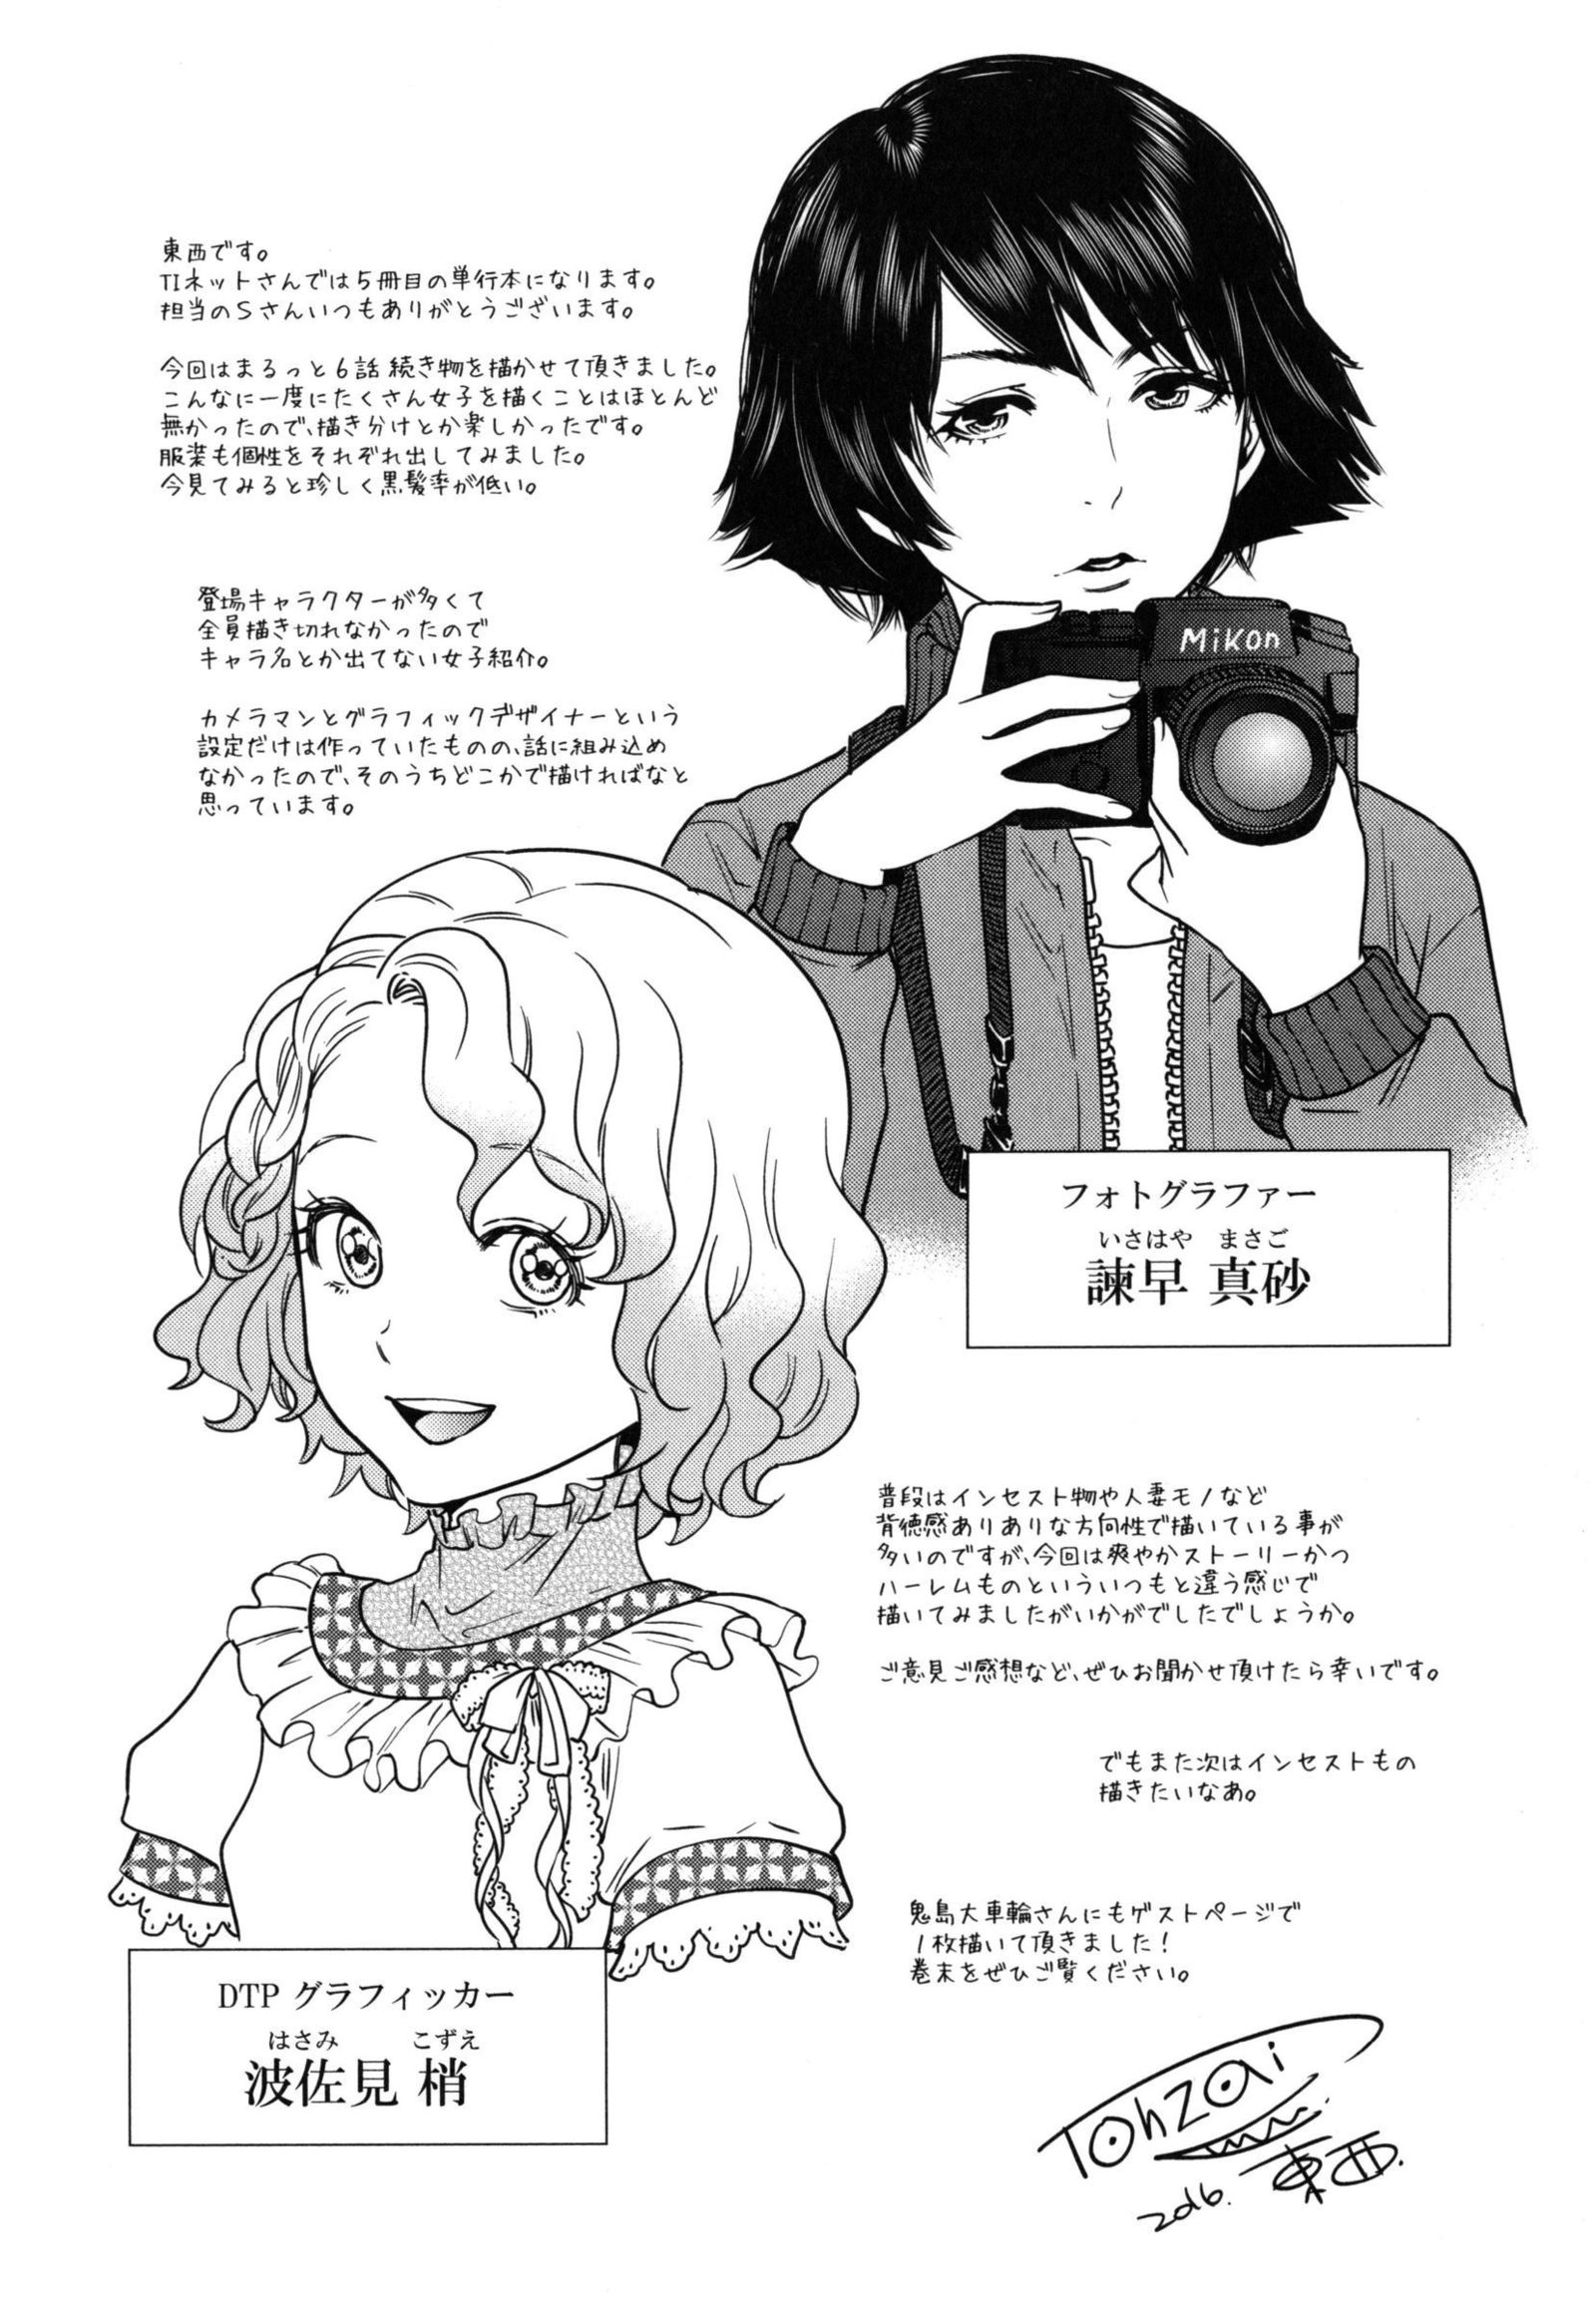 東西です。
TIネットさんでは5冊目の単行本になります。
担当のSさんいつもありがとうございます。
今回はまるっと6話続き物を描かせて頂きました。
こんなに一度にたくさん女子を描くことはほとんど
無かったので、描き分けとか楽しかったです。
服装も個性をそれぞれ出してみました。
今見てみると珍しく黒髪率が低い。
登場キャラクターが多くて
全員描き切れなかったので
キャラ名とか出てない女子紹介。
カメラマンとグラフィックデザイナーという
設定だけは作っていたものの、話に組み込め
なかったので、そのうちどこかで描ければなと
思っています。
Mikon
フォトグラファー
いさはや まさご
諫早 真砂
普段はインセスト物や人妻モノなど
背徳感ありありな方向性で描いている事が
多いのですが、今回は爽やかストーリーかつ
ハーレムものといういつもと違う感じで
描いてみましたがいかがでしたでしょうか。
ご意見ご感想など、ぜひお聞かせ頂けたら幸いです。
でもまた次はインセストもの
描きたいなあ。
鬼島大車輪さんにもゲストページで
1枚描いて頂きました!
巻末をぜひご覧ください。
DTP グラフィッカー
はさみ こずえ
波佐見 梢
Tohzai
2016. 東西.